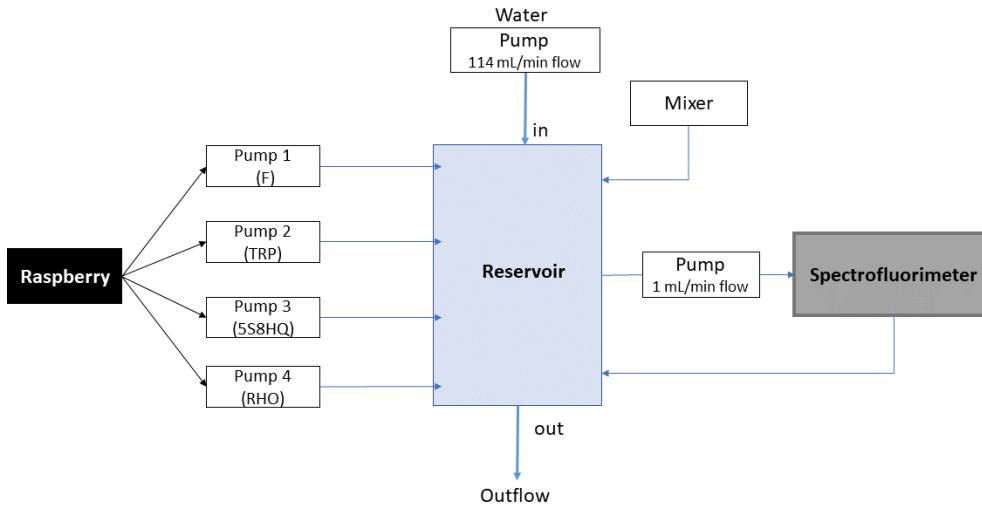 Water
Pump
114 mL/min flow
Mixer
in
Pump 1
(F)
Pump 2
(TRP)
Raspberry
Reservoir
Pump
1 mL/min flow
Spectrofluorimeter
Pump 3
(5S8HQ)
Pump 4
(RHO)
out
Outflow